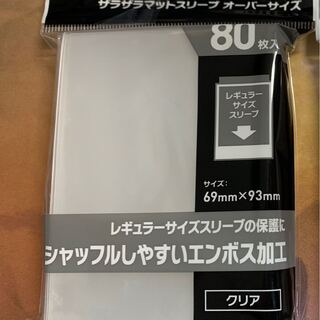 ザラザラマットスリーブ オーバーサイズ
80枚入
レギュラー
サイズ
スリーブ
サイズ:
69mm×93mm
レギュラーサイズスリーブの保護に
シャッフルしやすいエンボス加工
クリア